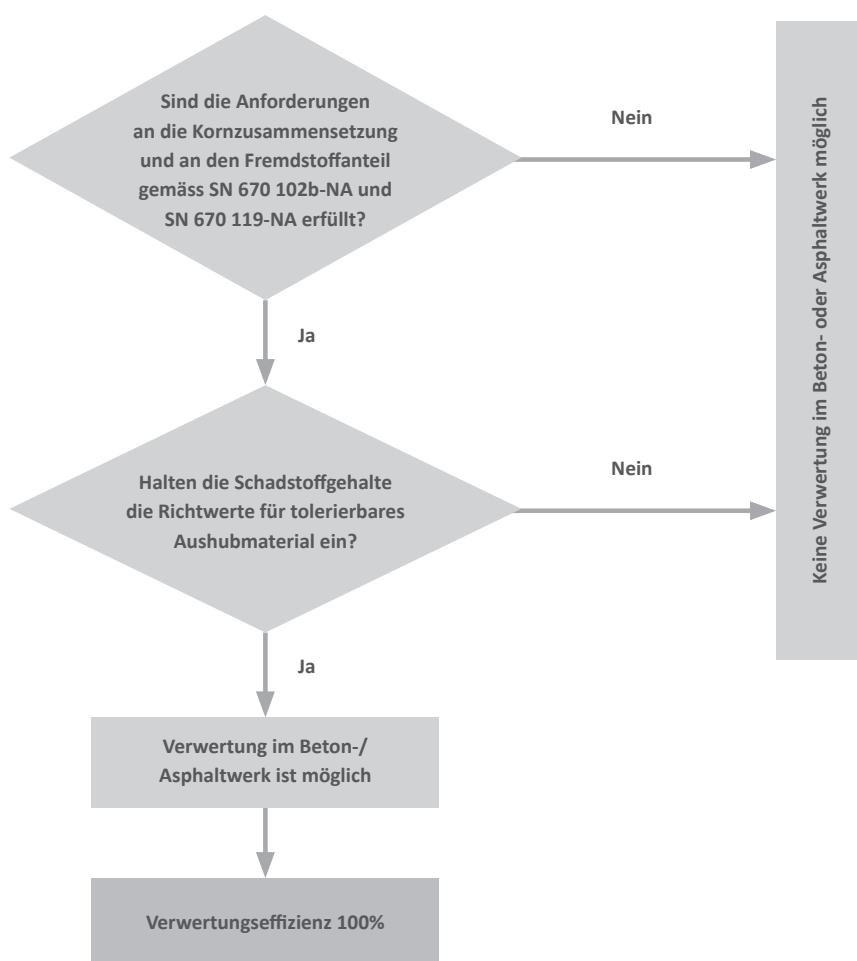 Sind die Anforderungen
an die Kornzusammensetzung
und an den Fremdstoffanteil
gemäss SN 670 102b-NA und
SN 670 119-NA erfüllt?
Nein
Keine Verwertung im Beton- oder Asphaltwerk möglich
Ja
Halten die Schadstoffgehalte
die Richtwerte für tolerierbares
Aushubmaterial ein?
Nein
Ja
Verwertung im Beton-/
Asphaltwerk ist möglich
Verwertungseffizienz 100%